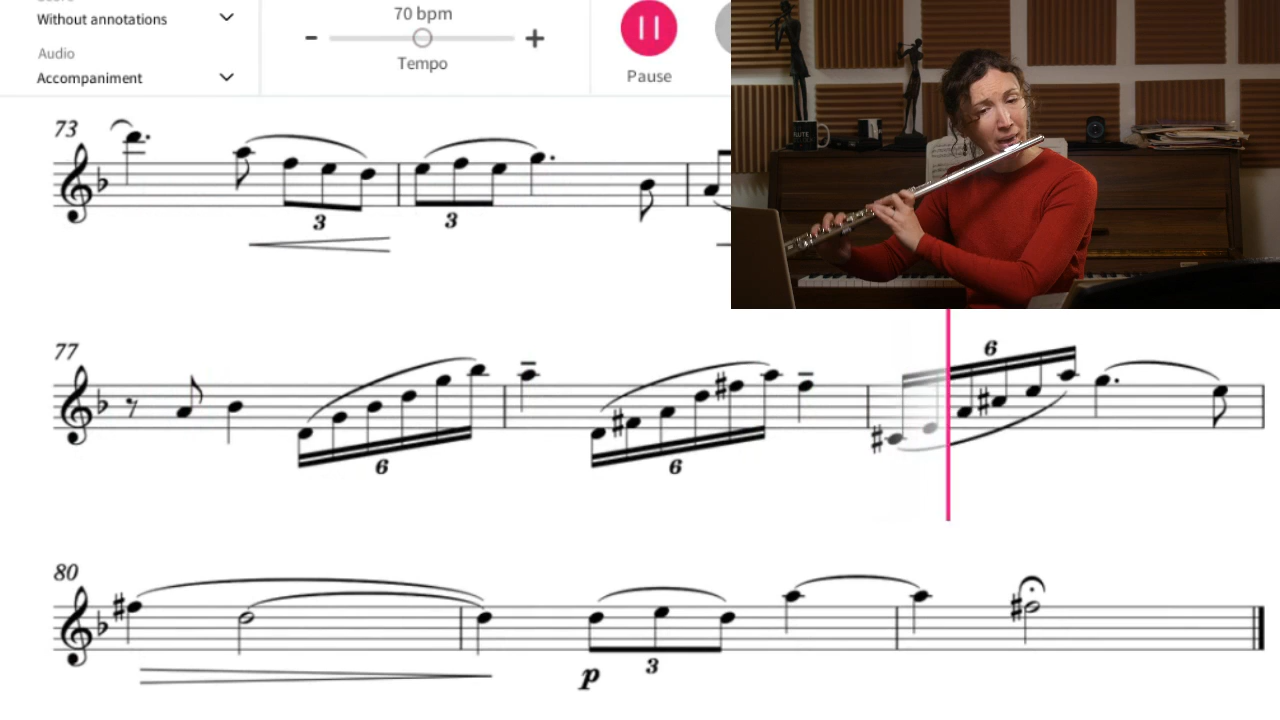 Without annotations
Audio
Accompaniment
70 bpm
Tempo
Pause
73
3
3
77
6
6
6
80
p
3